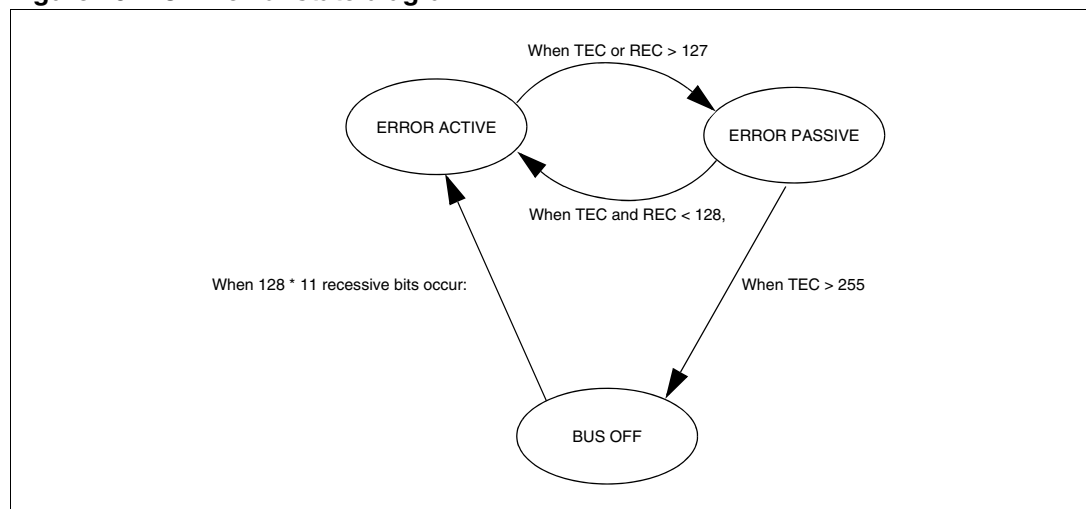 When TEC or REC > 127
ERROR ACTIVE
ERROR PASSIVE
When TEC and REC < 128,
When 128 * 11 recessive bits occur:
When TEC > 255
BUS OFF